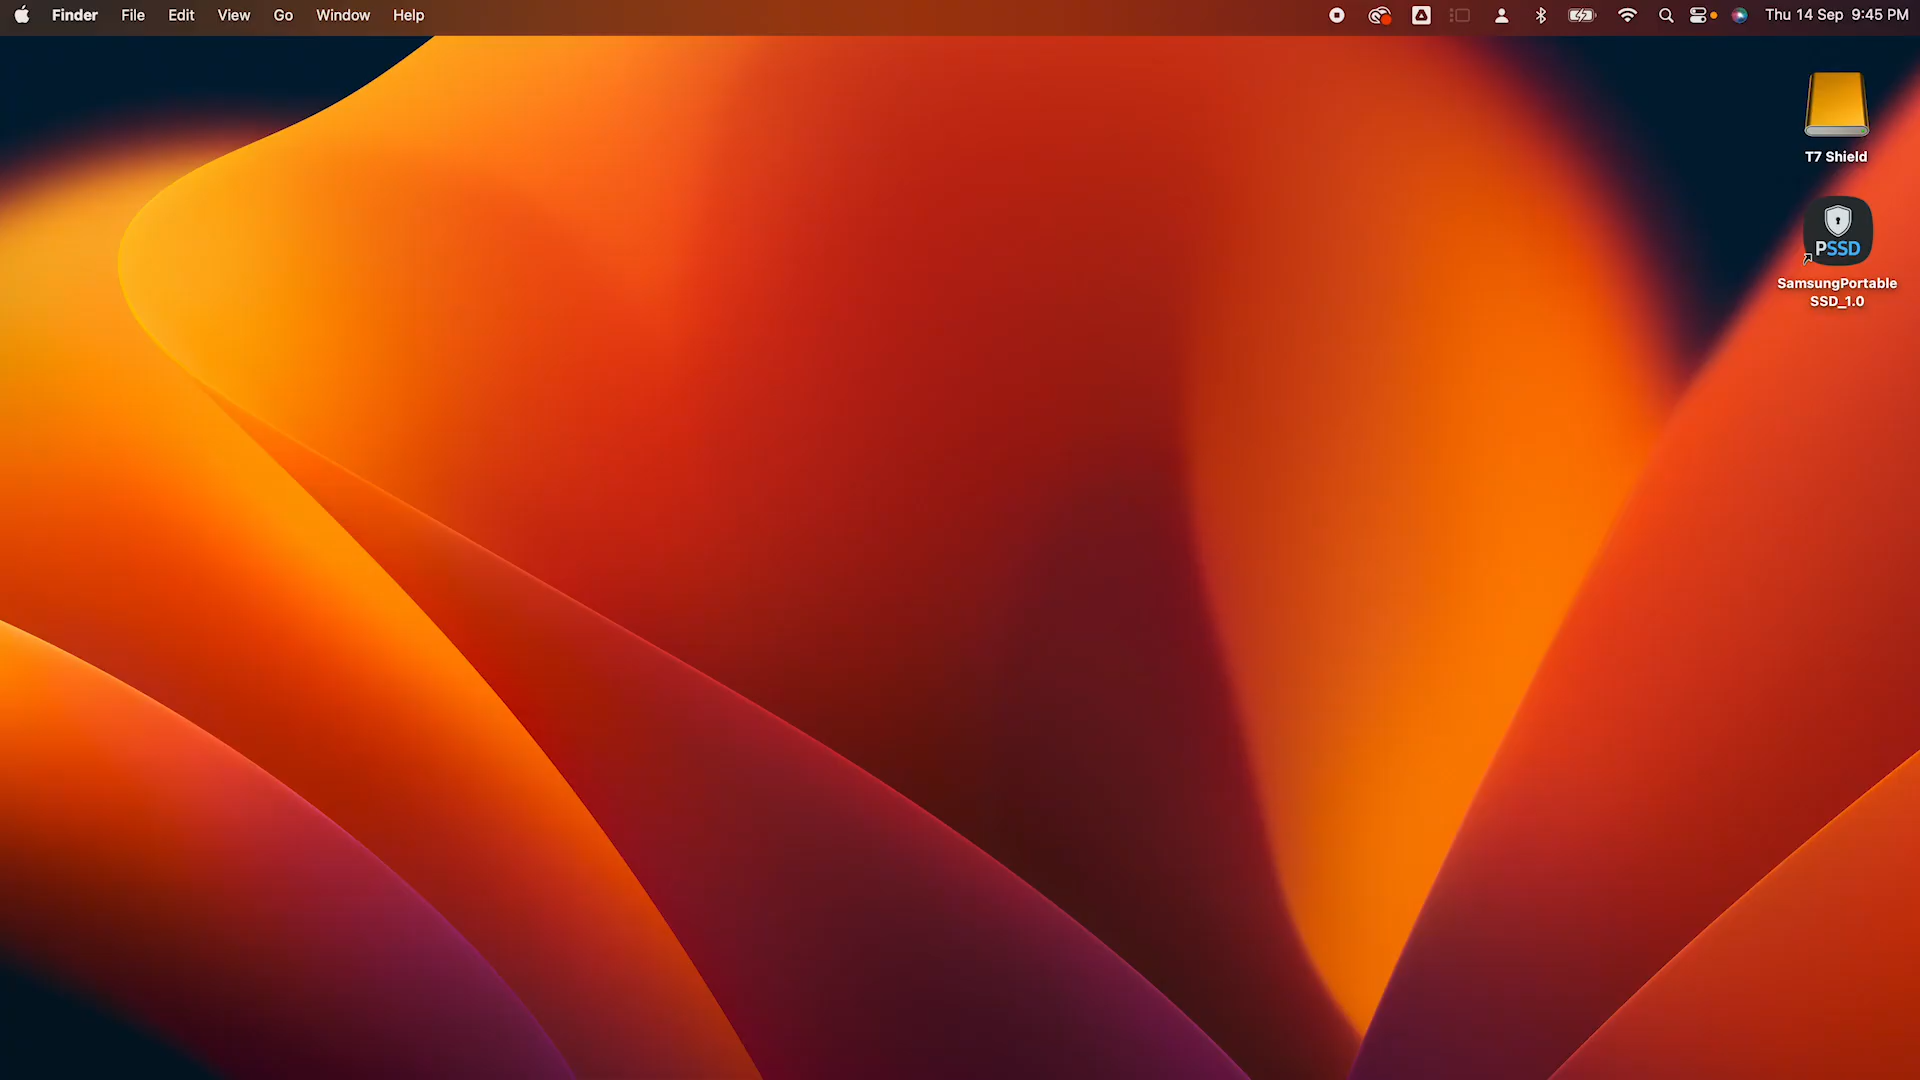 Finder File Edit View Go Window Help Thu 14 Sep 9:45 PM
T7 Shield
PSSD
SamsungPortable
SSD_1.0